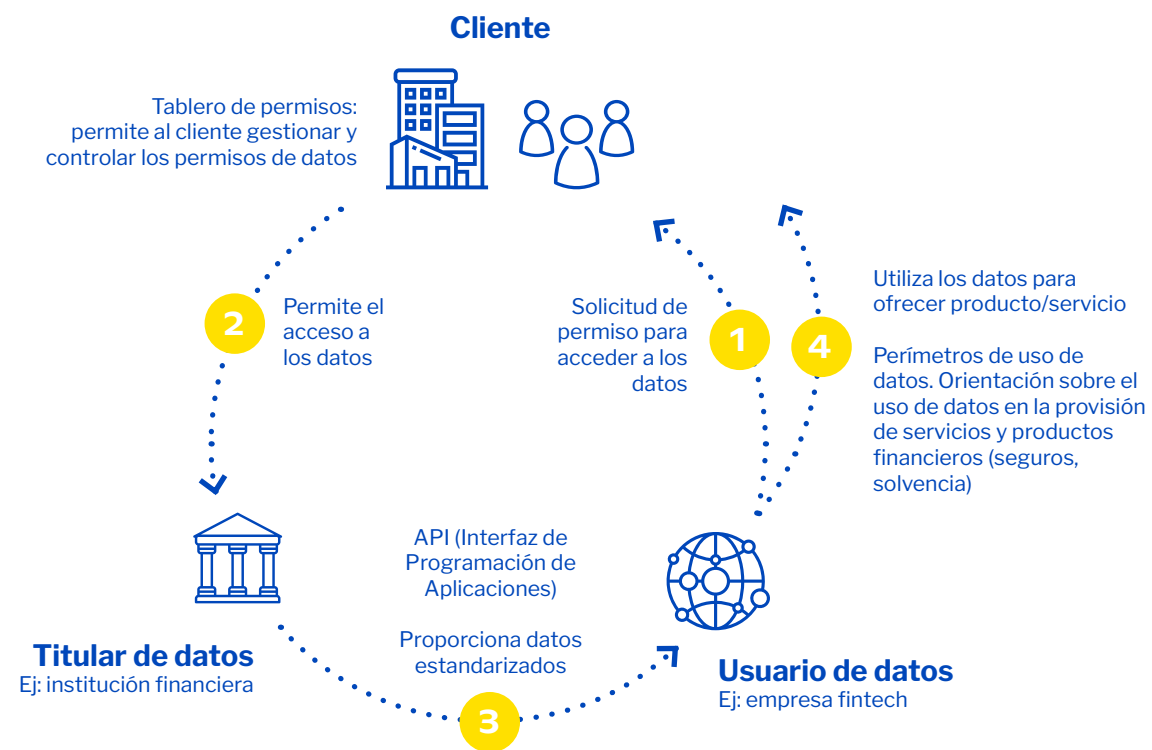 Cliente
Tablero de permisos:
permite al cliente gestionar y
controlar los permisos de datos
2
Permite el
acceso a
los datos
Solicitud de
permiso para
acceder a los
datos
1
4
Utiliza los datos para
ofrecer producto/servicio
Perímetros de uso de
datos. Orientación sobre el
uso de datos en la provisión
de servicios y productos
financieros (seguros,
solvencia)
API (Interfaz de
Programación de
Aplicaciones)
Proporciona datos
estandarizados
3
Titular de datos
Ej: institución financiera
Usuario de datos
Ej: empresa fintech